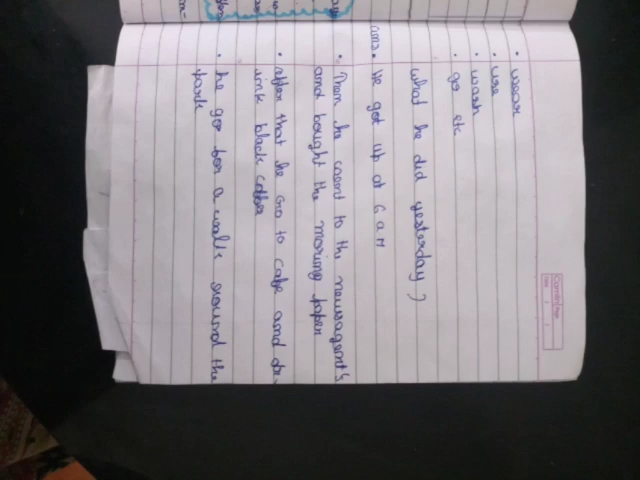 • wear
• use
• wash
• go etc
what he did yesterday?
Ans. He got up at 6 am
• Then he went to the newsagent's
and bought the moring paper
• After that he Go to cafe and dr-
ink black coffee
• he go for a walk around the
park